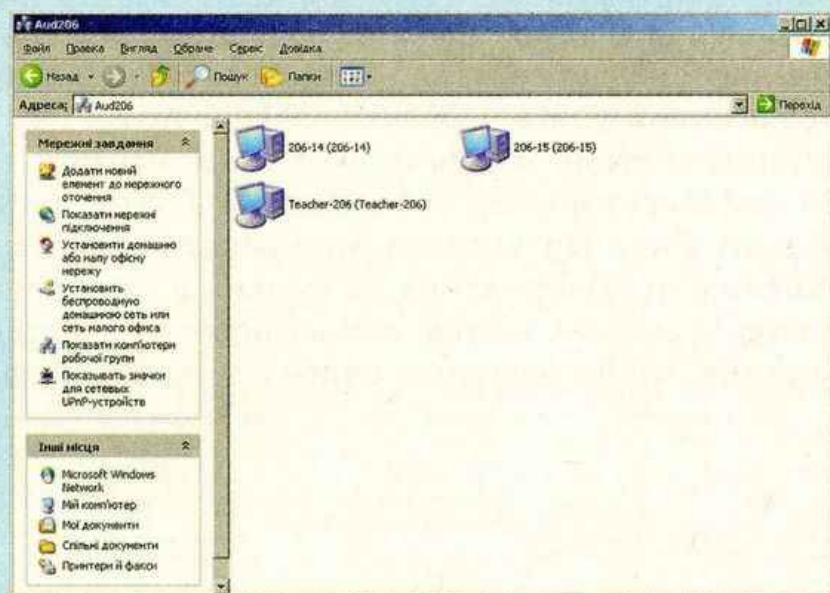 Aud206
Файл Правка Вигляд Обране Сервіс Довідка
Назад Пошук Папки
Адреса: Aud206 Перехід
Мережні завдання
Додати новий
елемент до мережного
оточення
Показати мережні
підключення
Установити домашню
або малу офісну
мережу
Установить
беспроводную
домашнюю сеть или
сеть малого офиса
Показати комп'ютери
робочої групи
Показывать значки
для сетевых
UPnP-устройств
Інші місця
Microsoft Windows
Network
Мій комп'ютер
Мої документи
Спільні документи
Принтери й факси
206-14 (206-14)
206-15 (206-15)
Teacher-206 (Teacher-206)